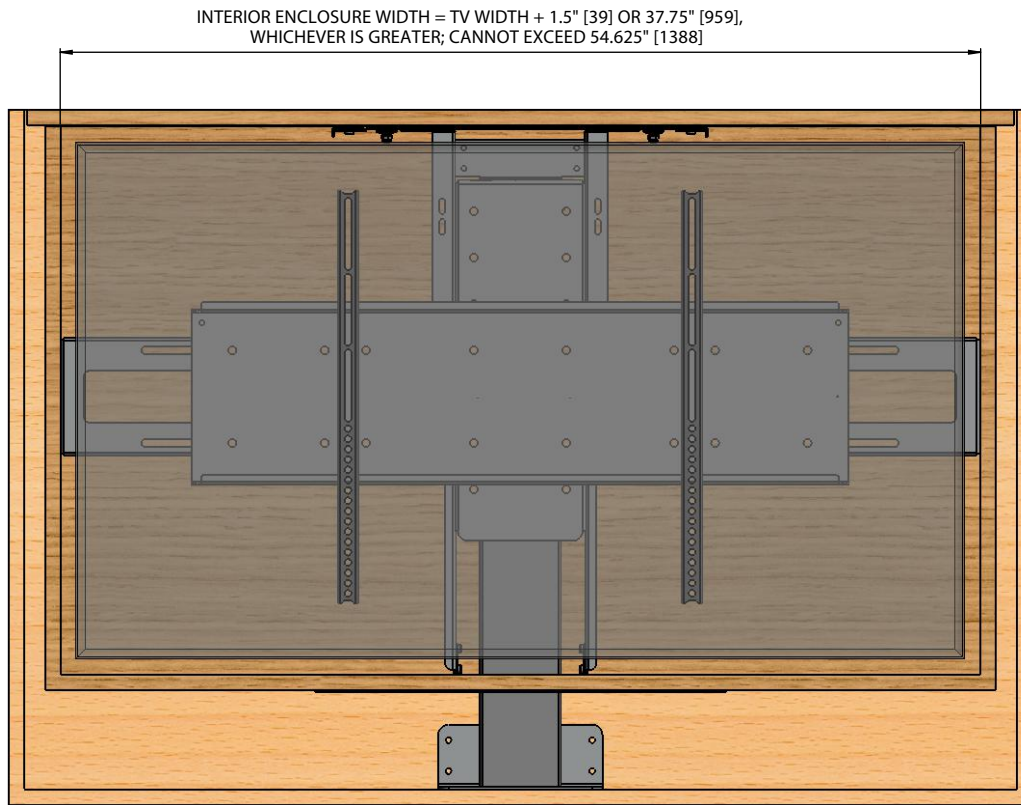 INTERIOR ENCLOSURE WIDTH = TV WIDTH + 1.5" [39] OR 37.75" [959],
WHICHEVER IS GREATER; CANNOT EXCEED 54.625" [1388]